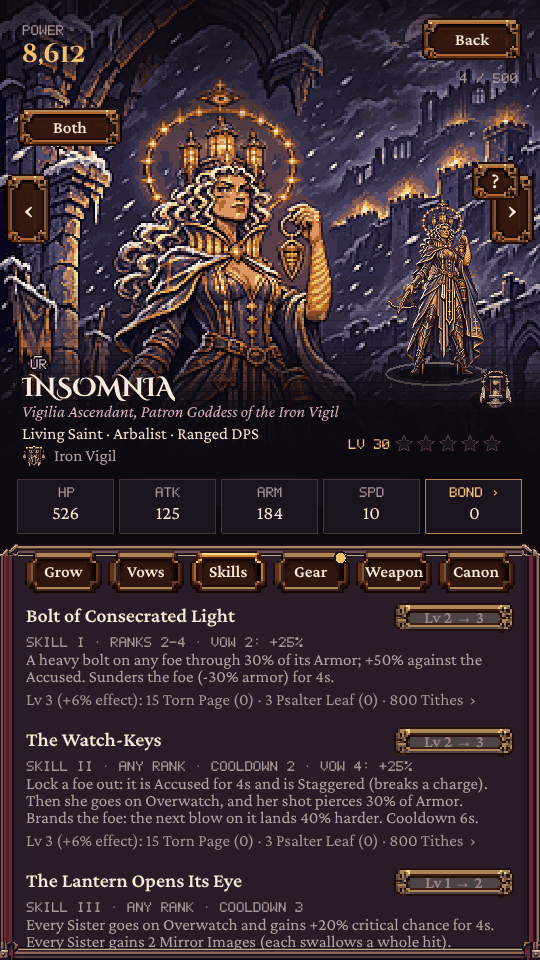 POWER
8,612
Back
4 / 500
Both
‹
?
›
UR
INSOMNIA
Vigilia Ascendant, Patron Goddess of the Iron Vigil
Living Saint · Arbalist · Ranged DPS
LV 30
Iron Vigil
HP
526
ATK
125
ARM
184
SPD
10
BOND ›
0
Grow
Vows
Skills
Gear
Weapon
Canon
Bolt of Consecrated Light
Lv 2 → 3
SKILL I · RANKS 2–4 · VOW 2: +25%
A heavy bolt on any foe through 30% of its Armor; +50% against the
Accused. Sunders the foe (-30% armor) for 4s.
Lv 3 (+6% effect): 15 Torn Page (0) · 3 Psalter Leaf (0) · 800 Tithes ›
The Watch-Keys
Lv 2 → 3
SKILL II · ANY RANK · COOLDOWN 2 · VOW 4: +25%
Lock a foe out: it is Accused for 4s and is Staggered (breaks a charge).
Then she goes on Overwatch, and her shot pierces 30% of Armor.
Brands the foe: the next blow on it lands 40% harder. Cooldown 6s.
Lv 3 (+6% effect): 15 Torn Page (0) · 3 Psalter Leaf (0) · 800 Tithes ›
The Lantern Opens Its Eye
Lv 1 → 2
SKILL III · ANY RANK · COOLDOWN 3
Every Sister goes on Overwatch and gains +20% critical chance for 4s.
Every Sister gains 2 Mirror Images (each swallows a whole hit).